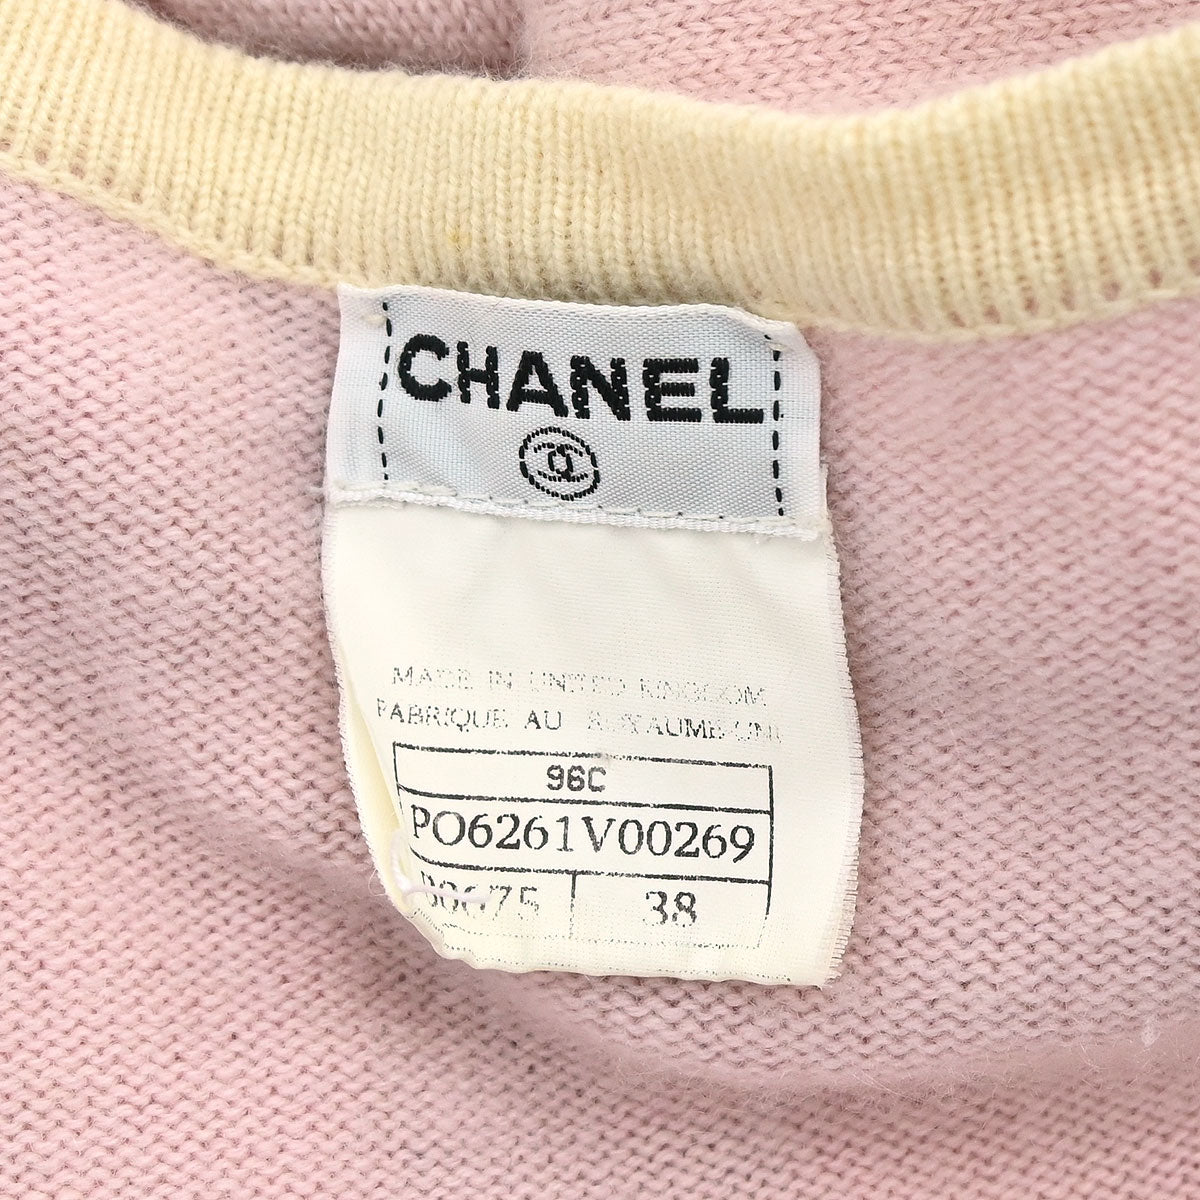 CHANEL
MADE IN UNITED KINGDOM
FABRIQUE AU ROYAUME-UNI
96C
PO6261V00269
38